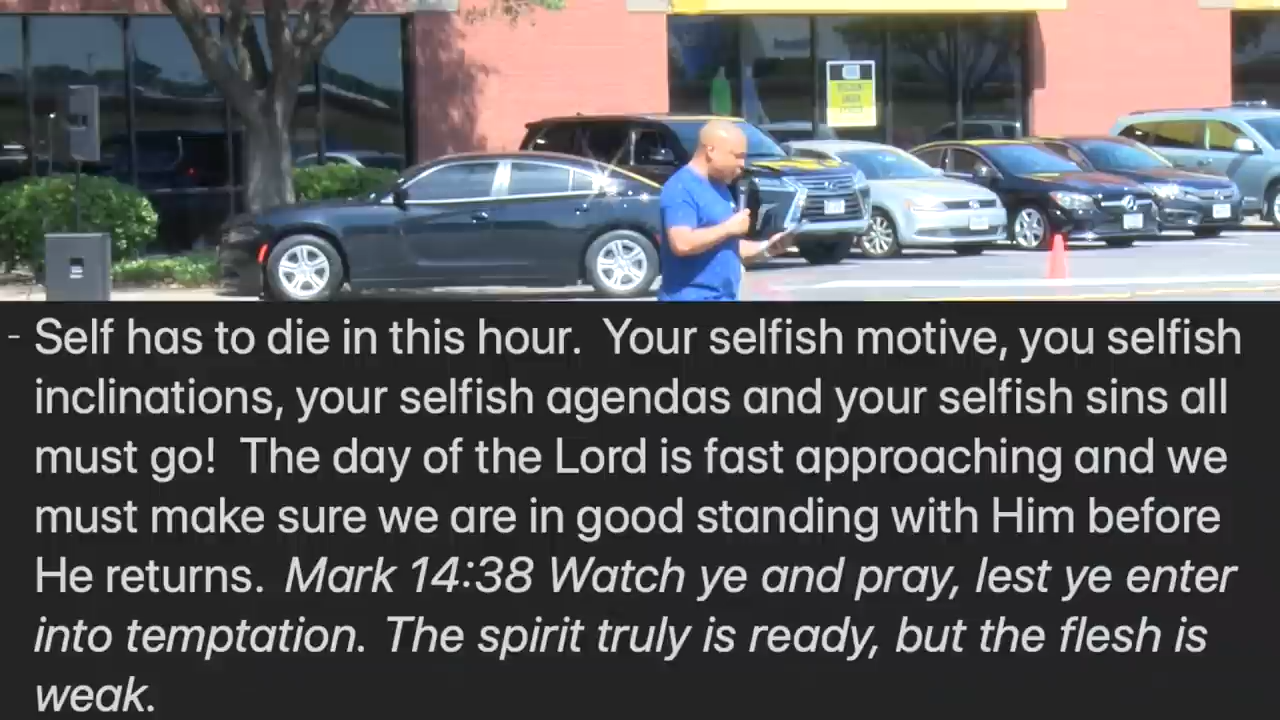 - Self has to die in this hour.  Your selfish motive, you selfish
inclinations, your selfish agendas and your selfish sins all
must go!  The day of the Lord is fast approaching and we
must make sure we are in good standing with Him before
He returns.  Mark 14:38 Watch ye and pray, lest ye enter
into temptation. The spirit truly is ready, but the flesh is
weak.